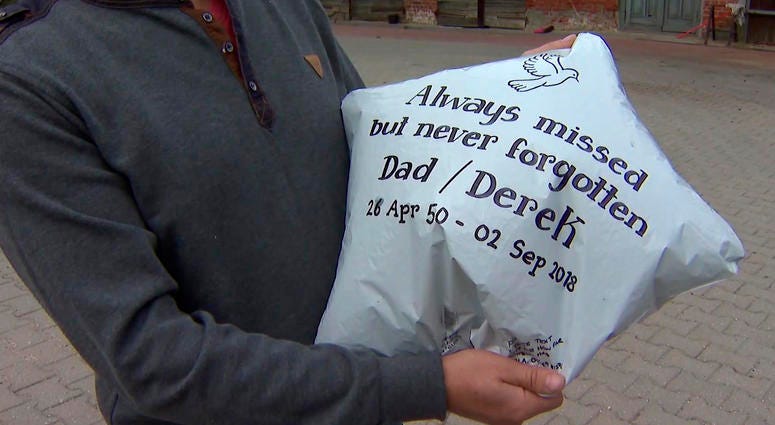 Always missed
but never forgotten
Dad / Derek
26 Apr 50 - 02 Sep 2018